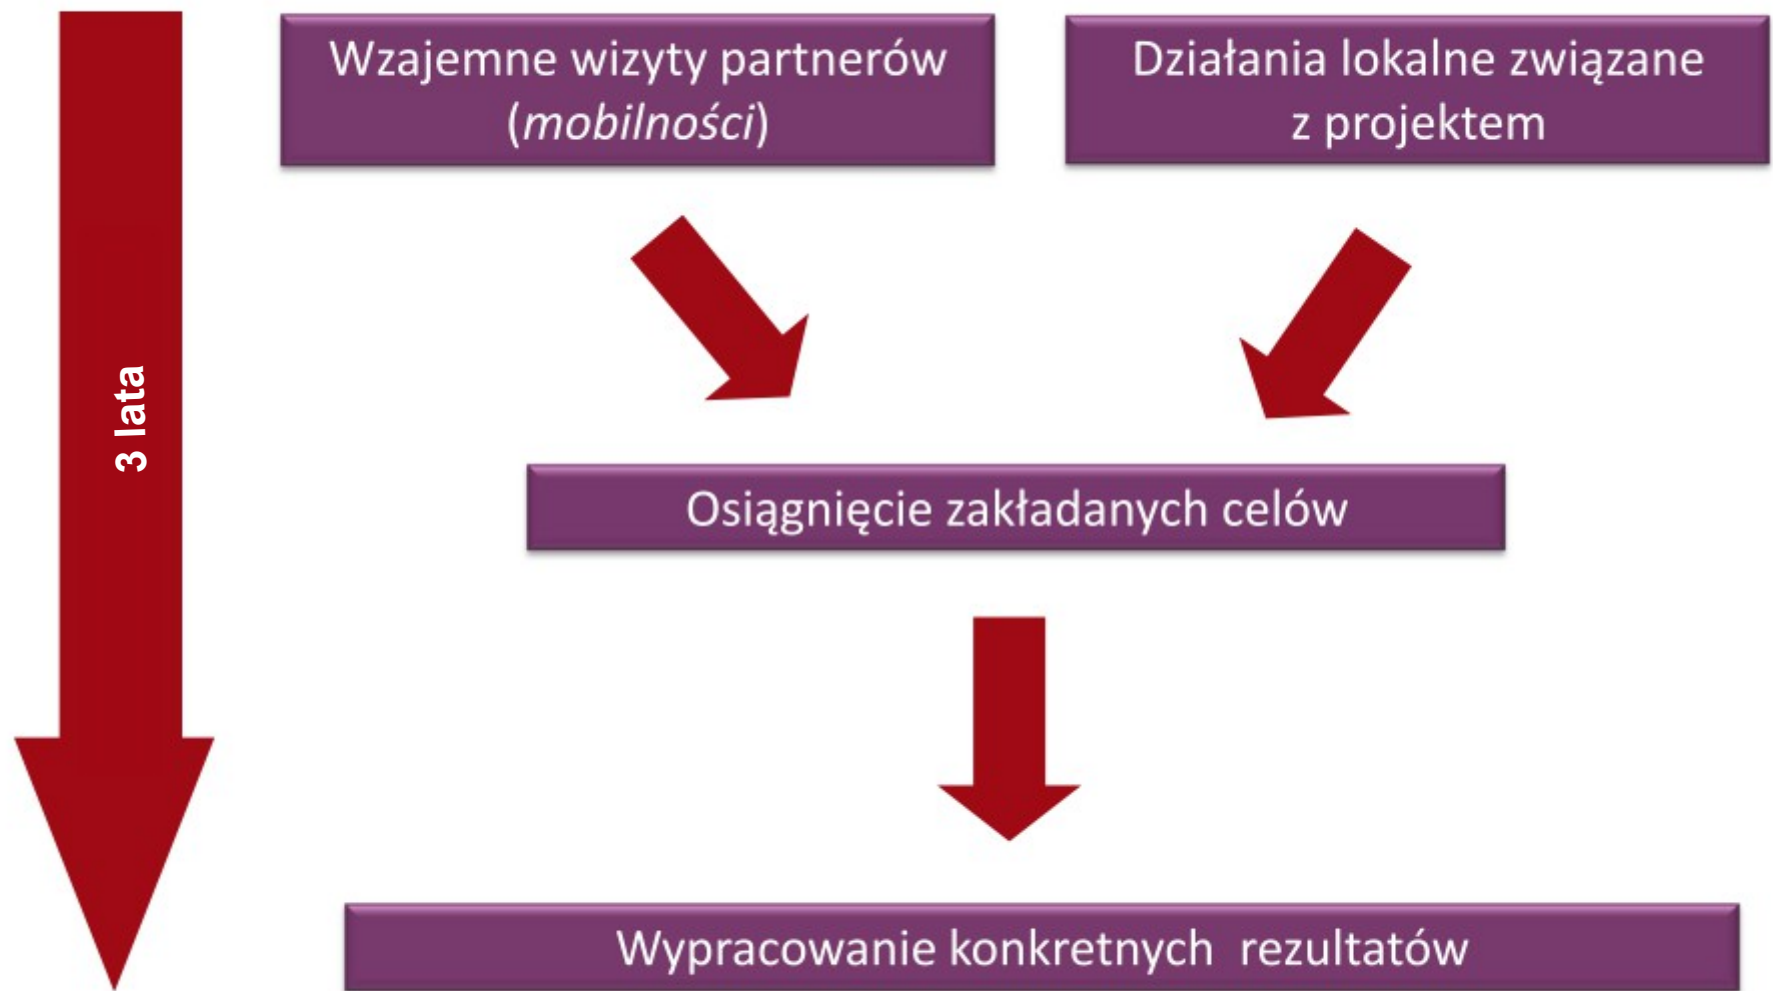 Wzajemne wizyty partnerów
(mobilności)
Działania lokalne związane
z projektem
3 lata
Osiągnięcie zakładanych celów
Wypracowanie konkretnych rezultatów